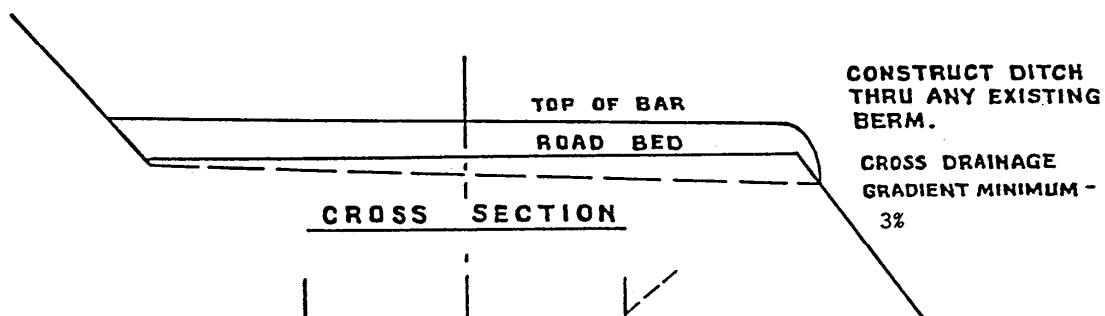 TOP OF BAR
ROAD BED
CROSS SECTION
CONSTRUCT DITCH
THRU ANY EXISTING
BERM.
CROSS DRAINAGE
GRADIENT MINIMUM -
3%